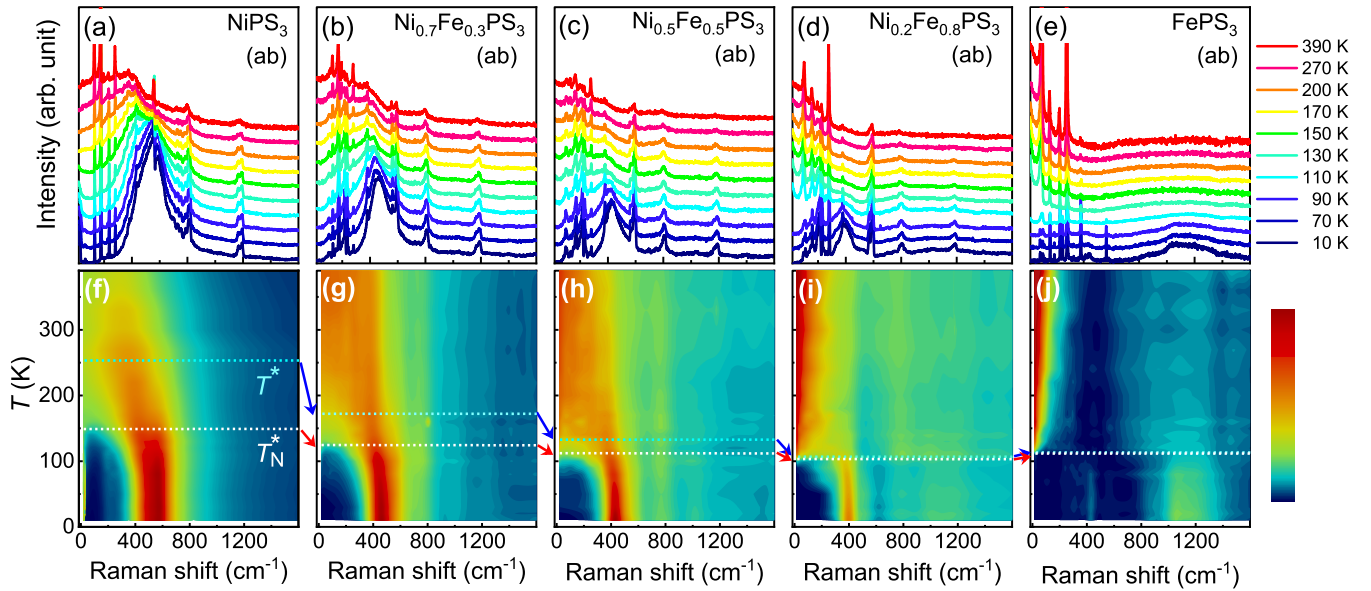 (a) NiPS₃ (b) Ni₀.₇Fe₀.₃PS₃ (c) Ni₀.₅Fe₀.₅PS₃ (d) Ni₀.₂Fe₀.₈PS₃ (e) FePS₃
(ab) (ab) (ab) (ab) (ab)
Intensity (arb. unit)
390 K
270 K
200 K
170 K
150 K
130 K
110 K
90 K
70 K
10 K
(f) (g) (h) (i) (j)
T (K)
300
200
100
0
T*
T*N
0 400 800 1200 0 400 800 1200 0 400 800 1200 0 400 800 1200 0 400 800 1200
Raman shift (cm⁻¹) Raman shift (cm⁻¹) Raman shift (cm⁻¹) Raman shift (cm⁻¹) Raman shift (cm⁻¹)